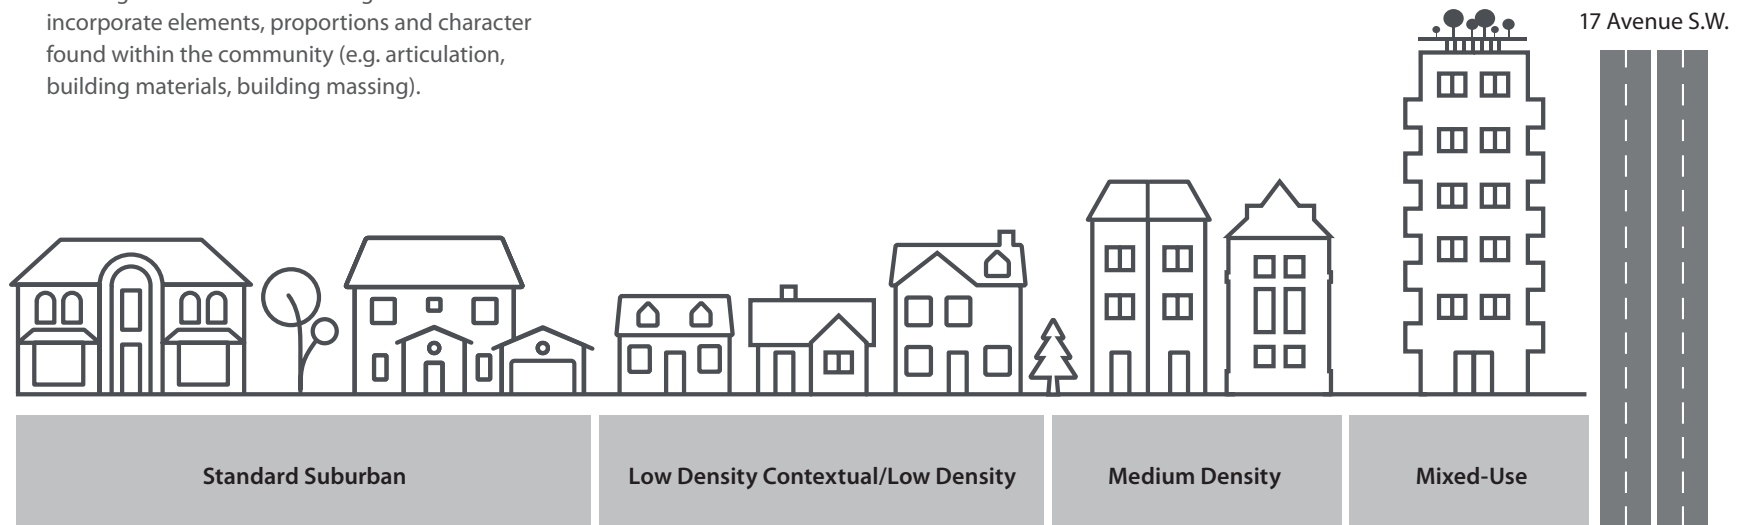 incorporate elements, proportions and character
found within the community (e.g. articulation,
building materials, building massing).
17 Avenue S.W.
Standard Suburban
Low Density Contextual/Low Density
Medium Density
Mixed-Use